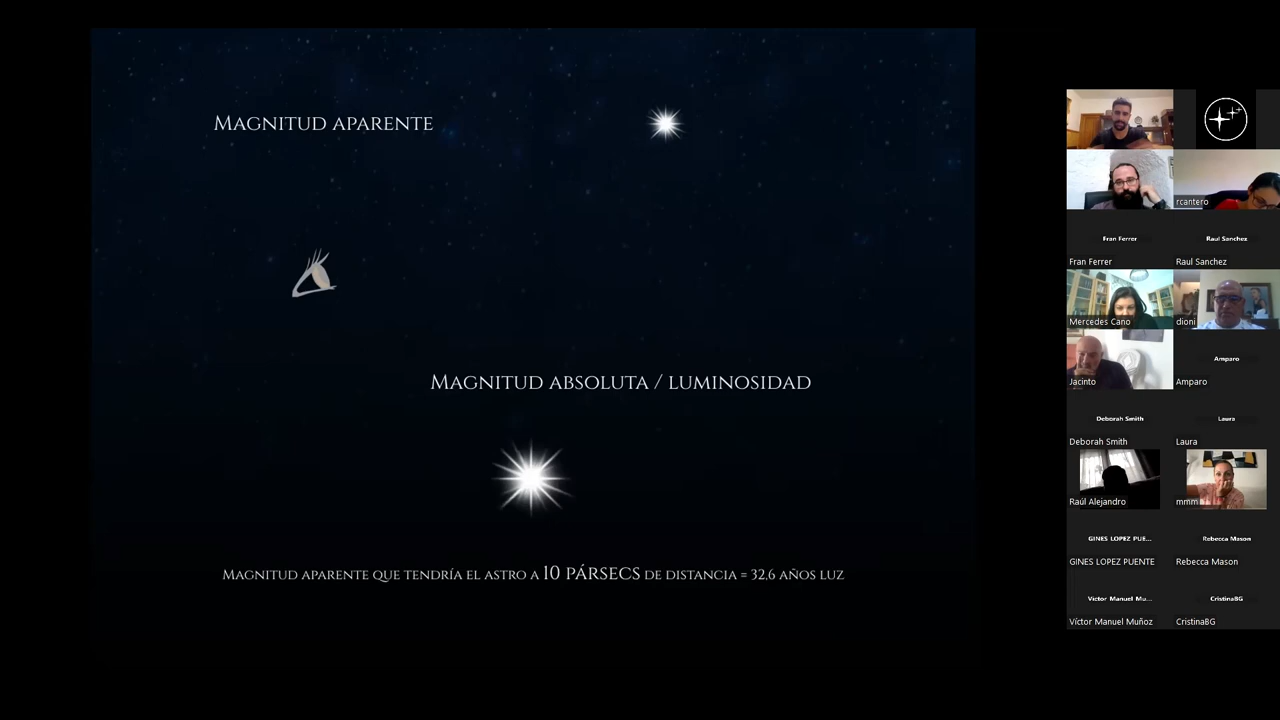 Magnitud aparente
Magnitud absoluta / luminosidad
Magnitud aparente que tendría el astro a 10 pársecs de distancia = 32,6 años luz
rcantero
Fran Ferrer
Raul Sanchez
Fran Ferrer
Raul Sanchez
Mercedes Cano
dioni
Amparo
Jacinto
Amparo
Deborah Smith
Laura
Deborah Smith
Laura
Raúl Alejandro
mmm
GINES LOPEZ PUE...
Rebecca Mason
GINES LOPEZ PUENTE
Rebecca Mason
Víctor Manuel Mu...
CristinaBG
Víctor Manuel Muñoz
CristinaBG